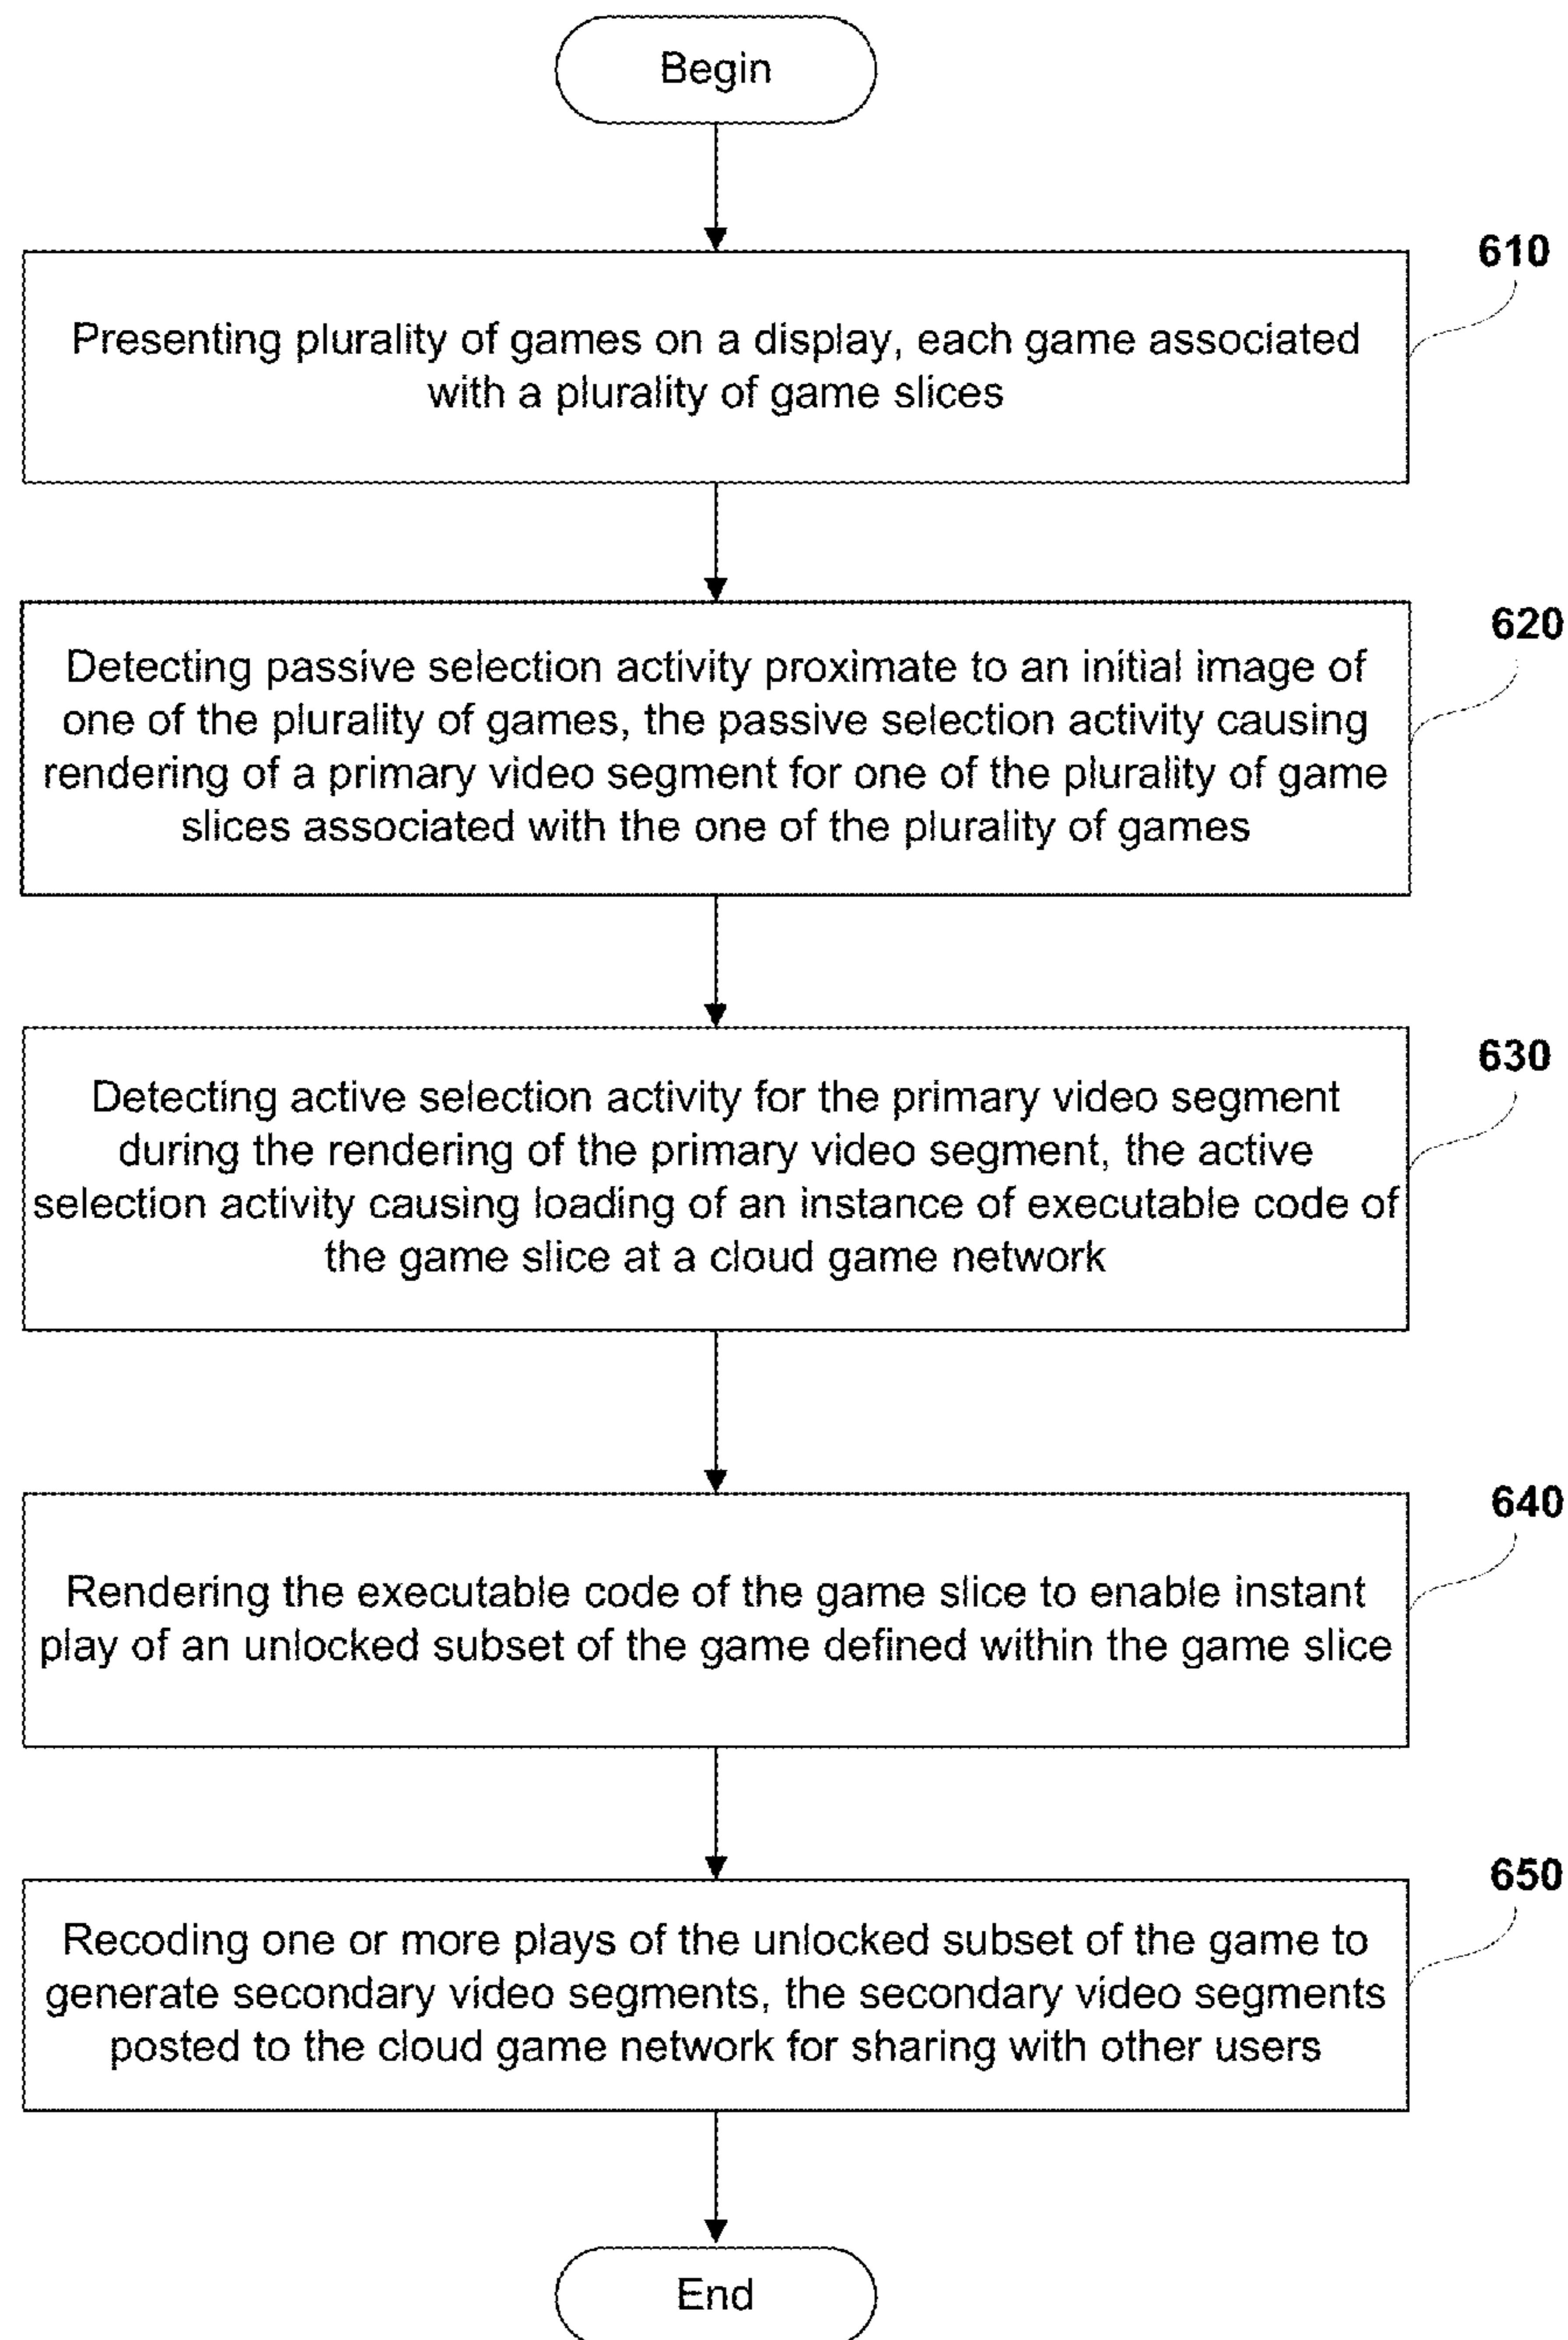 Begin
610
Presenting plurality of games on a display, each game associated
with a plurality of game slices
620
Detecting passive selection activity proximate to an initial image of
one of the plurality of games, the passive selection activity causing
rendering of a primary video segment for one of the plurality of game
slices associated with the one of the plurality of games
630
Detecting active selection activity for the primary video segment
during the rendering of the primary video segment, the active
selection activity causing loading of an instance of executable code of
the game slice at a cloud game network
640
Rendering the executable code of the game slice to enable instant
play of an unlocked subset of the game defined within the game slice
650
Recoding one or more plays of the unlocked subset of the game to
generate secondary video segments, the secondary video segments
posted to the cloud game network for sharing with other users
End